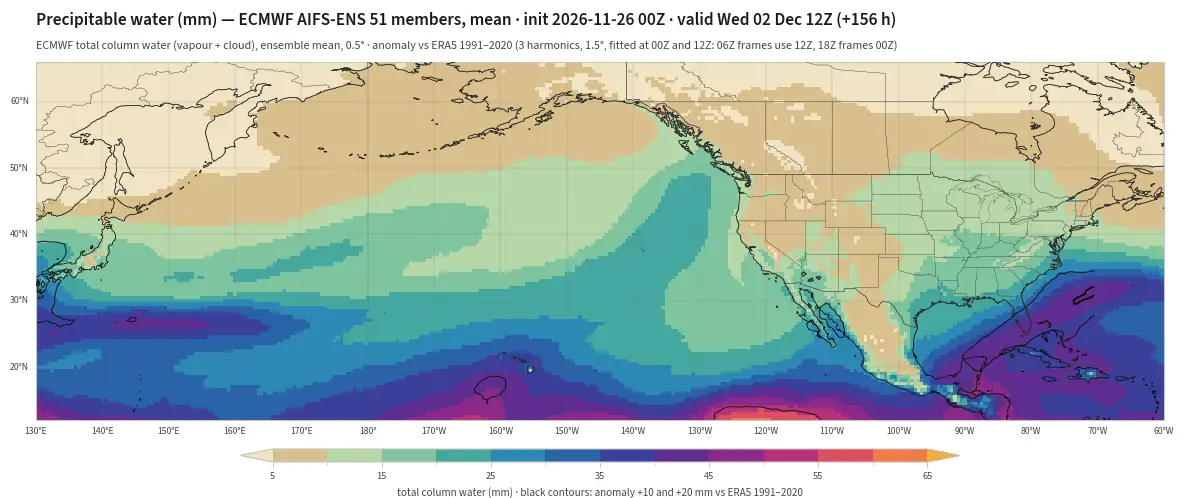 Precipitable water (mm) — ECMWF AIFS-ENS 51 members, mean · init 2026-11-26 00Z · valid Wed 02 Dec 12Z (+156 h)
ECMWF total column water (vapour + cloud), ensemble mean, 0.5° · anomaly vs ERA5 1991–2020 (3 harmonics, 1.5°, fitted at 00Z and 12Z: 06Z frames use 12Z, 18Z frames 00Z)
60°N
50°N
40°N
30°N
20°N
130°E 140°E 150°E 160°E 170°E 180° 170°W 160°W 150°W 140°W 130°W 120°W 110°W 100°W 90°W 80°W 70°W 60°W
5 15 25 35 45 55 65
total column water (mm) · black contours: anomaly +10 and +20 mm vs ERA5 1991–2020